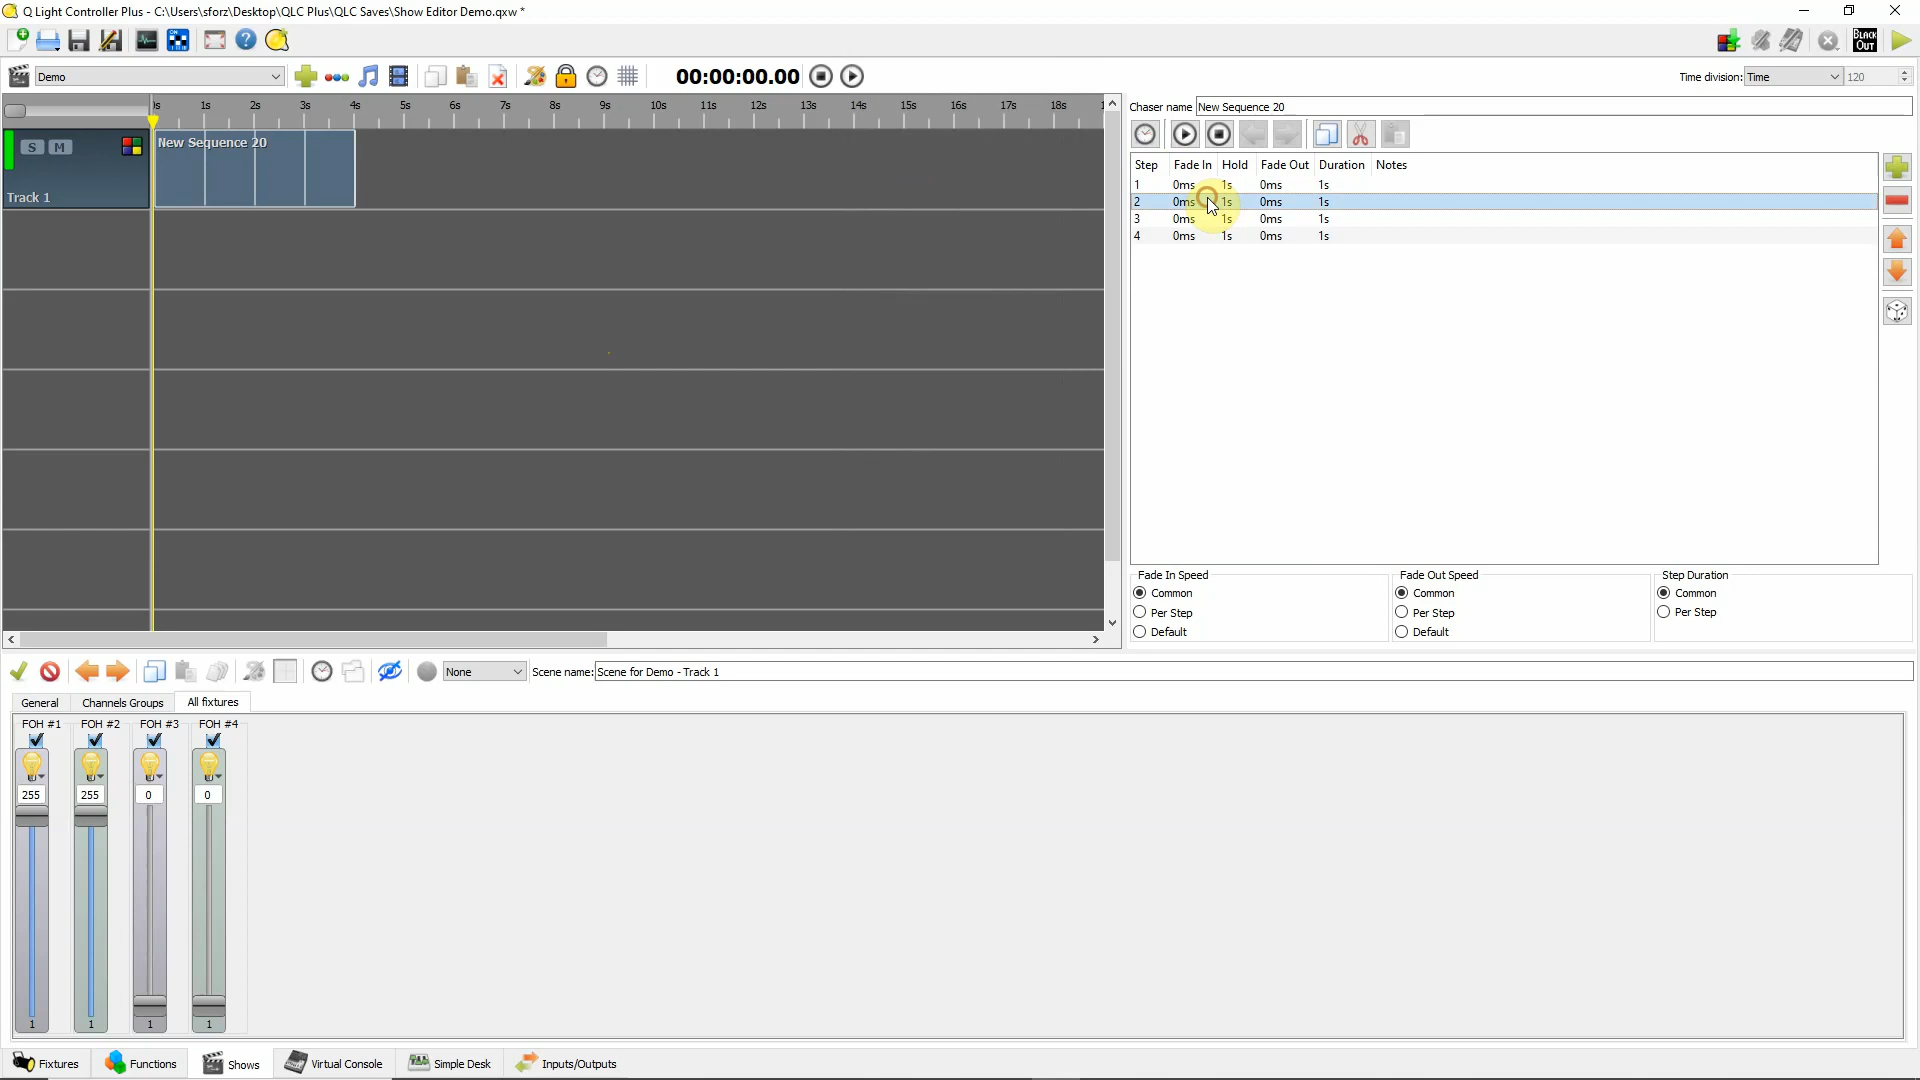 Q Light Controller Plus - C:\Users\sforz\Desktop\QLC Plus\QLC Saves\Show Editor Demo.qxw *
BLACK OUT
Demo
00:00:00.00
Time division: Time 120
1s 2s 3s 4s 5s 6s 7s 8s 9s 10s 11s 12s 13s 14s 15s 16s 17s 18s
Chaser name New Sequence 20
S M
New Sequence 20
Track 1
Step Fade In Hold Fade Out Duration Notes
1 0ms 1s 0ms 1s
2 0ms 1s 0ms 1s
3 0ms 1s 0ms 1s
4 0ms 1s 0ms 1s
Fade In Speed
Common
Per Step
Default
Fade Out Speed
Common
Per Step
Default
Step Duration
Common
Per Step
None
Scene name: Scene for Demo - Track 1
General Channels Groups All fixtures
FOH #1 FOH #2 FOH #3 FOH #4
255 255 0 0
1 1 1 1
Fixtures Functions Shows Virtual Console Simple Desk Inputs/Outputs